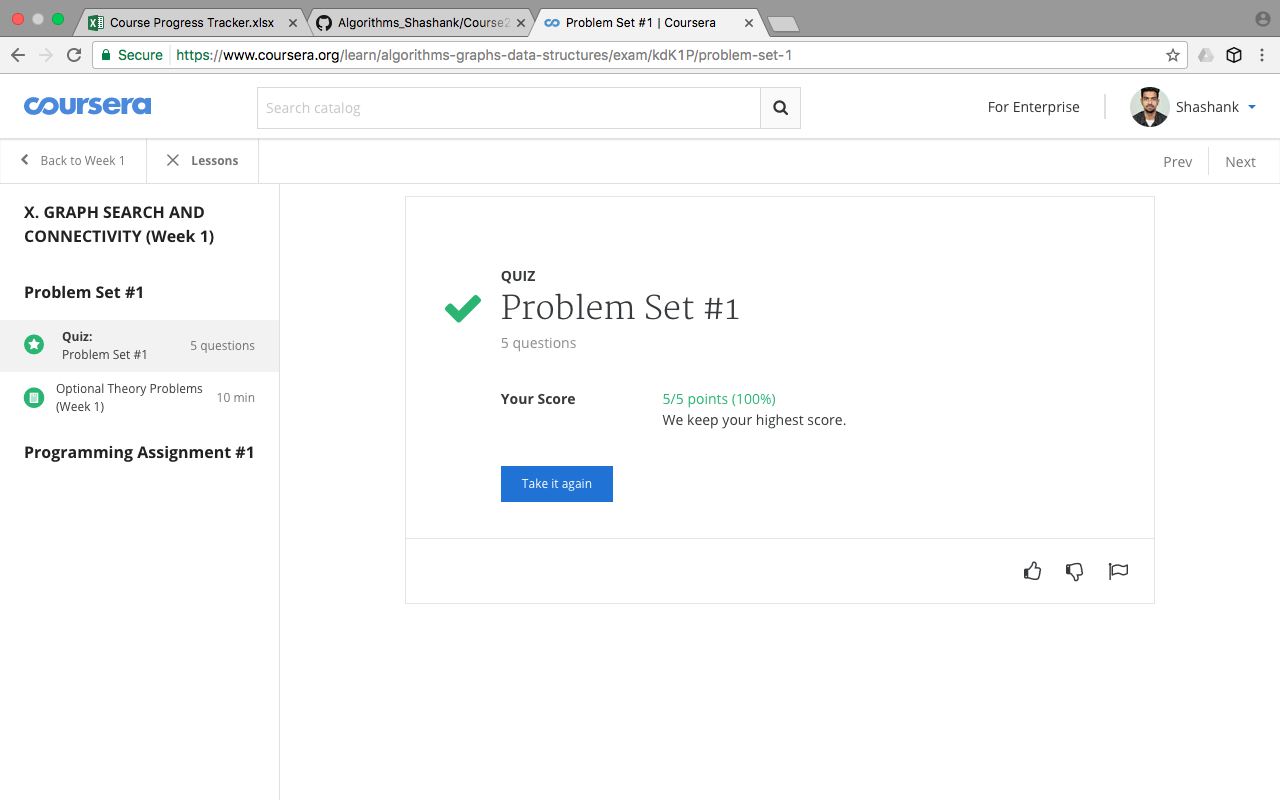 Course Progress Tracker.xlsx
Algorithms_Shashank/Course2
Problem Set #1 | Coursera
Secure
https://www.coursera.org/learn/algorithms-graphs-data-structures/exam/kdK1P/problem-set-1
coursera
Search catalog
For Enterprise
Shashank
Back to Week 1
Lessons
Prev
Next
X. GRAPH SEARCH AND
CONNECTIVITY (Week 1)
Problem Set #1
Quiz:
Problem Set #1
5 questions
Optional Theory Problems
(Week 1)
10 min
Programming Assignment #1
QUIZ
Problem Set #1
5 questions
Your Score
5/5 points (100%)
We keep your highest score.
Take it again